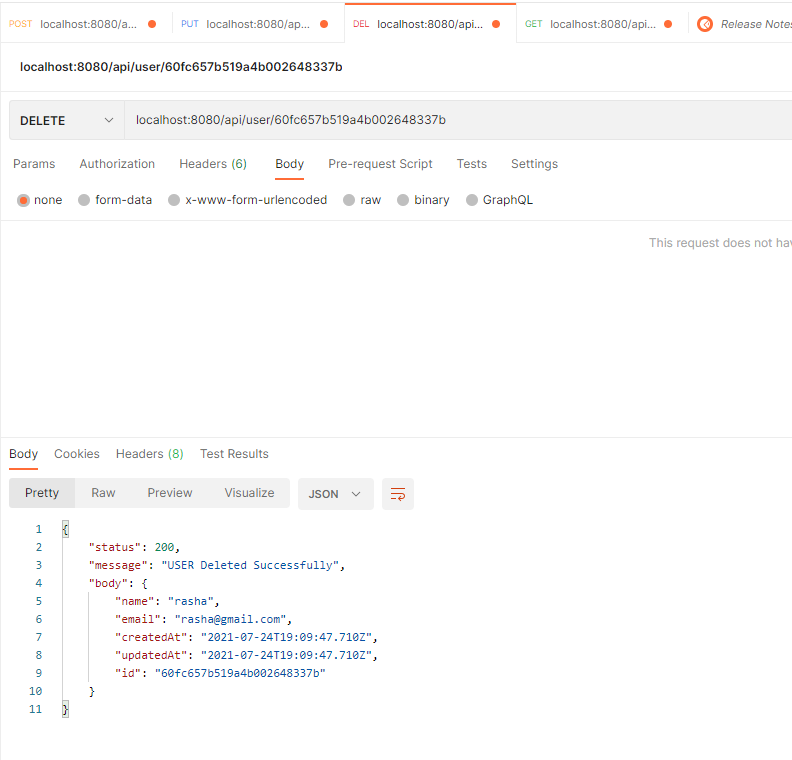 POST localhost:8080/a... PUT localhost:8080/ap... DEL localhost:8080/api... GET localhost:8080/api... Release Notes
localhost:8080/api/user/60fc657b519a4b002648337b
DELETE localhost:8080/api/user/60fc657b519a4b002648337b
Params Authorization Headers (6) Body Pre-request Script Tests Settings
none form-data x-www-form-urlencoded raw binary GraphQL
This request does not hav
Body Cookies Headers (8) Test Results
Pretty Raw Preview Visualize JSON
1 {
2 "status": 200,
3 "message": "USER Deleted Successfully",
4 "body": {
5 "name": "rasha",
6 "email": "rasha@gmail.com",
7 "createdAt": "2021-07-24T19:09:47.710Z",
8 "updatedAt": "2021-07-24T19:09:47.710Z",
9 "id": "60fc657b519a4b002648337b"
10 }
11 }